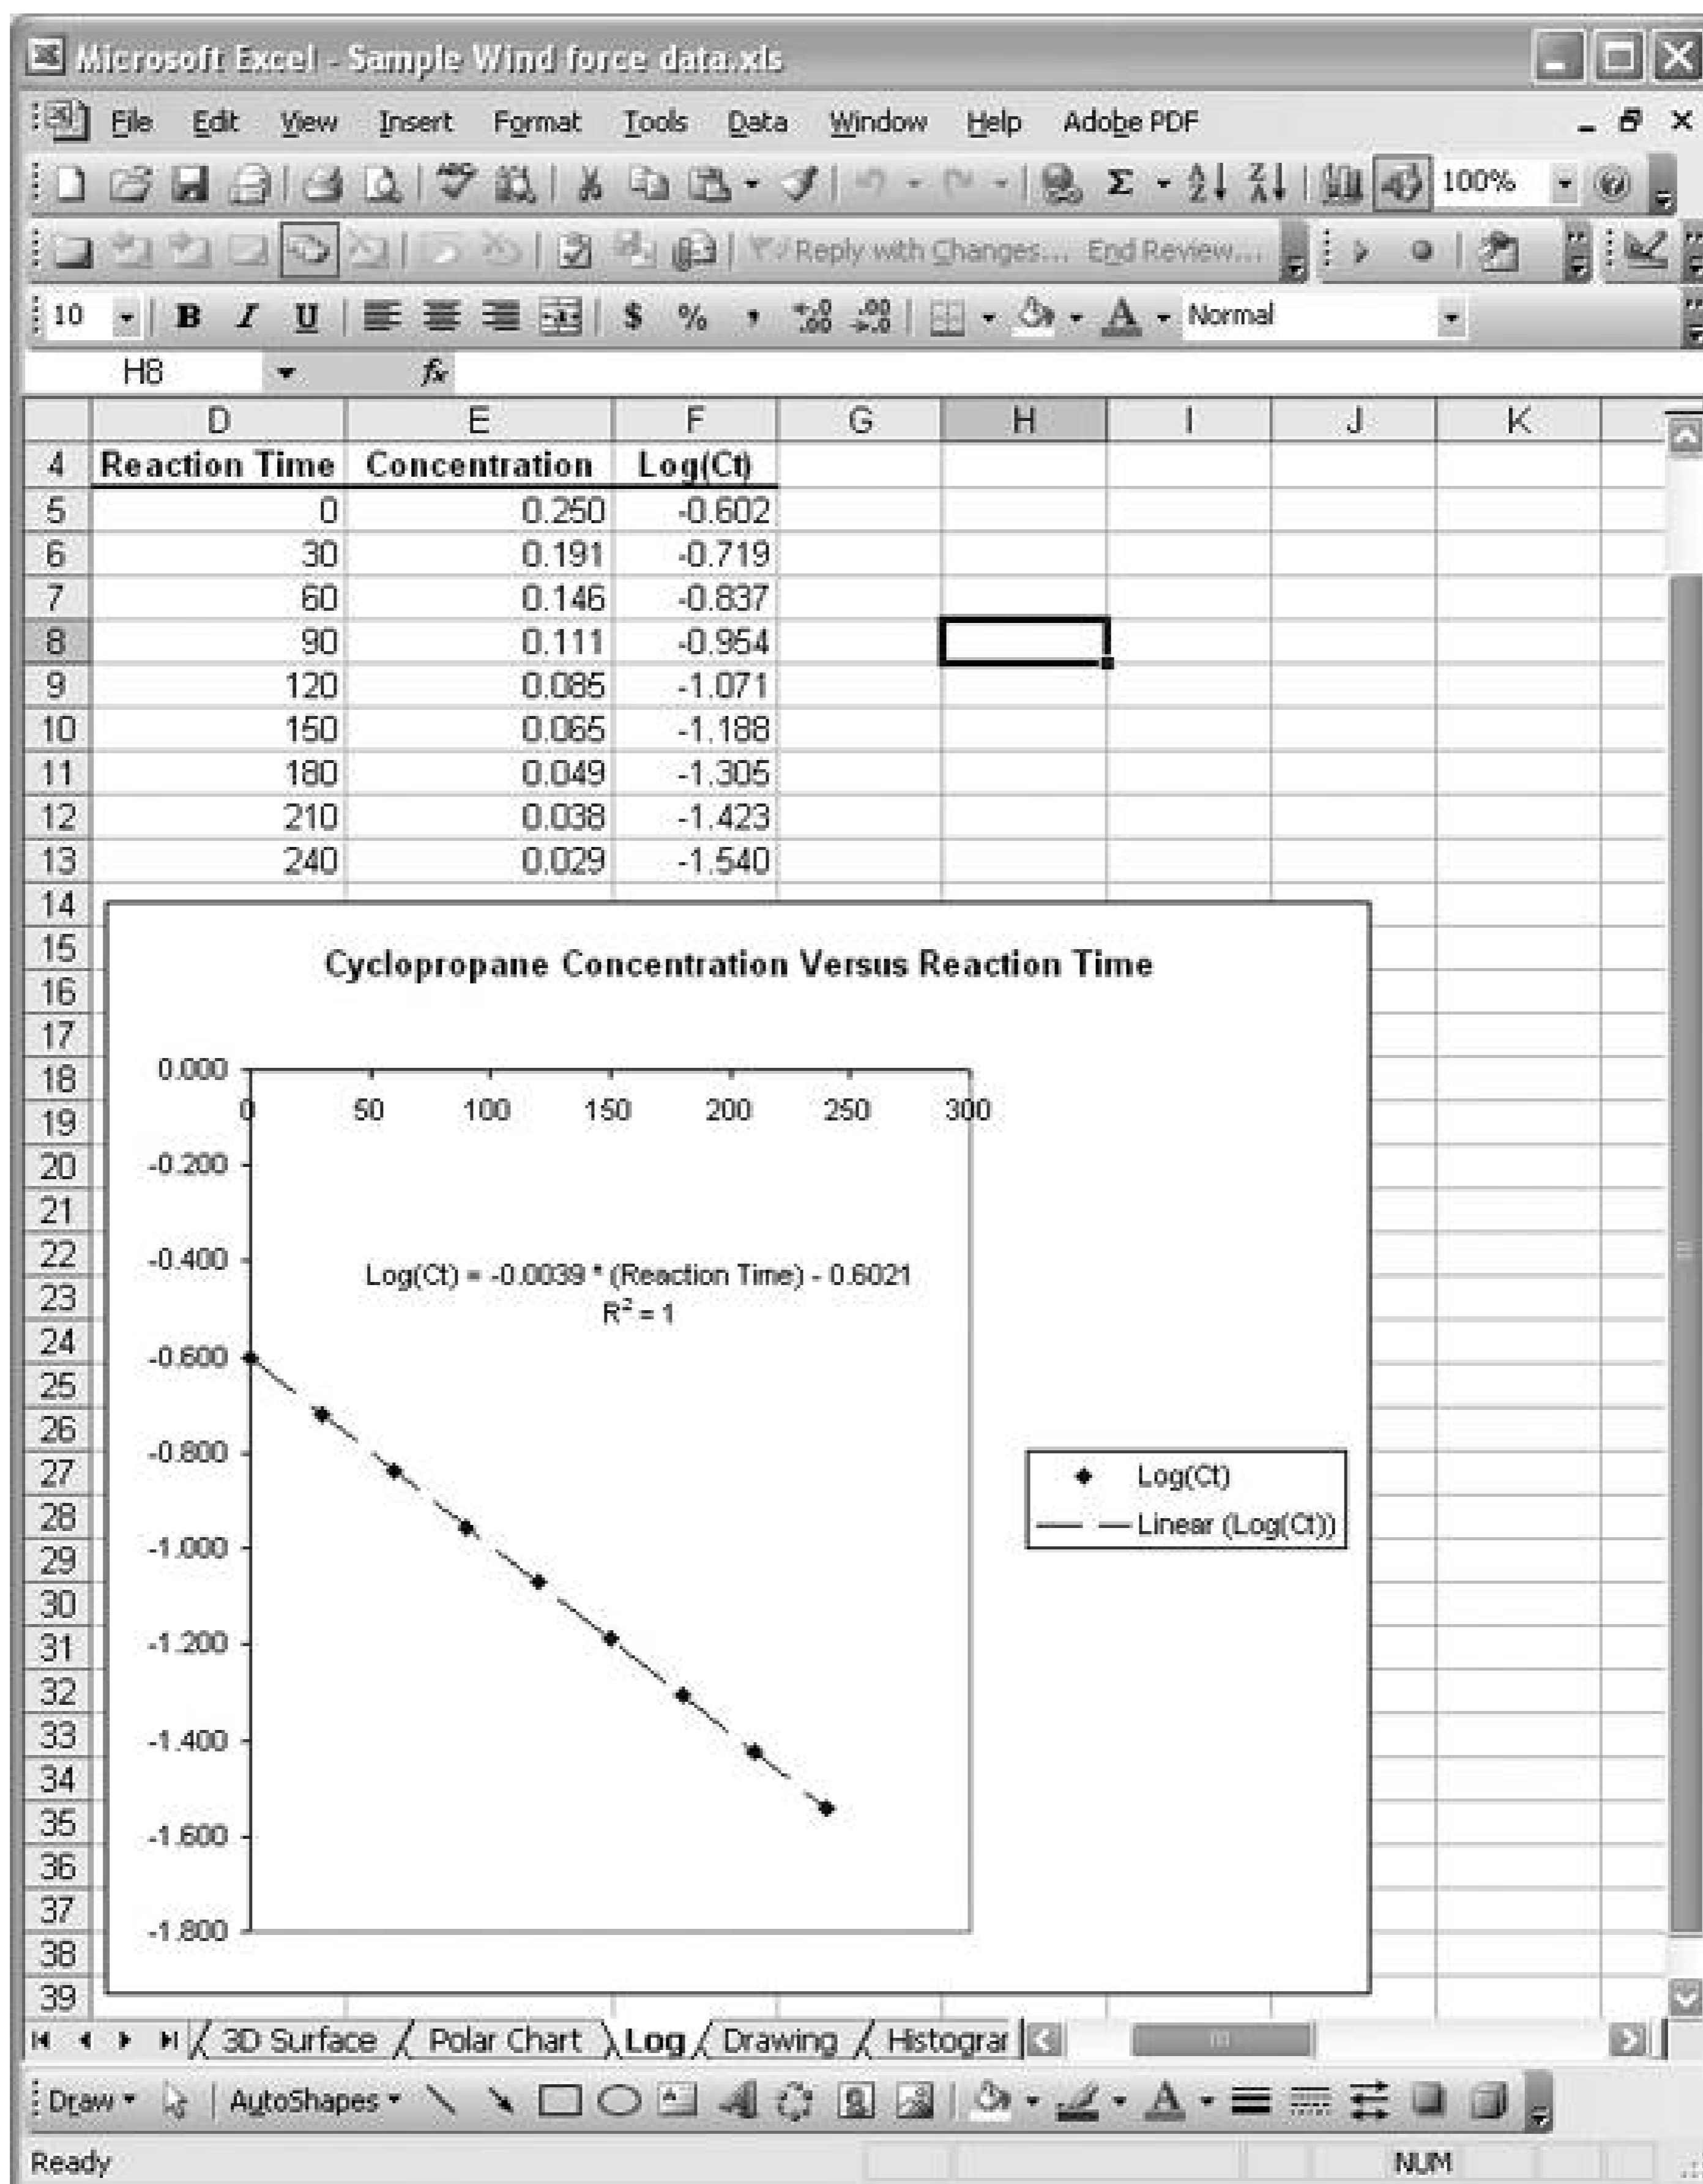 Microsoft Excel - Sample Wind force data.xls
File Edit View Insert Format Tools Data Window Help Adobe PDF
Σ 100%
Reply with Changes... End Review...
10 B I U $ % , A Normal
H8 fx
D E F G H I J K
4 Reaction Time Concentration Log(Ct)
5 0 0.250 -0.602
6 30 0.191 -0.719
7 60 0.146 -0.837
8 90 0.111 -0.954
9 120 0.085 -1.071
10 150 0.065 -1.188
11 180 0.049 -1.305
12 210 0.038 -1.423
13 240 0.029 -1.540
14
15
16
17
18
19
20
21
22
23
24
25
26
27
28
29
30
31
32
33
34
35
36
37
38
39
Cyclopropane Concentration Versus Reaction Time
0.000
0 50 100 150 200 250 300
-0.200
-0.400
Log(Ct) = -0.0039 * (Reaction Time) - 0.6021
R² = 1
-0.600
-0.800
-1.000
-1.200
-1.400
-1.600
-1.800
Log(Ct)
Linear (Log(Ct))
3D Surface Polar Chart Log Drawing Histograr
Draw AutoShapes A
Ready NUM